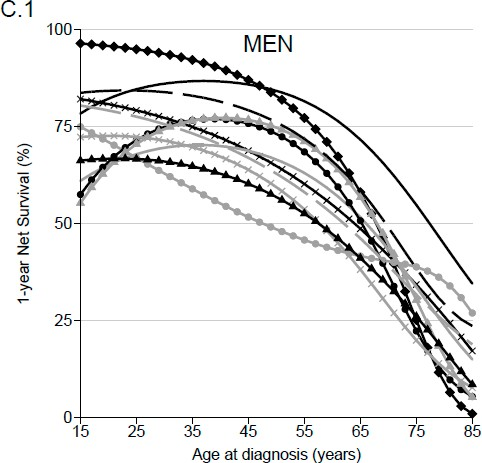 C.1
MEN
1-year Net Survival (%)
100
75
50
25
0
15 25 35 45 55 65 75 85
Age at diagnosis (years)